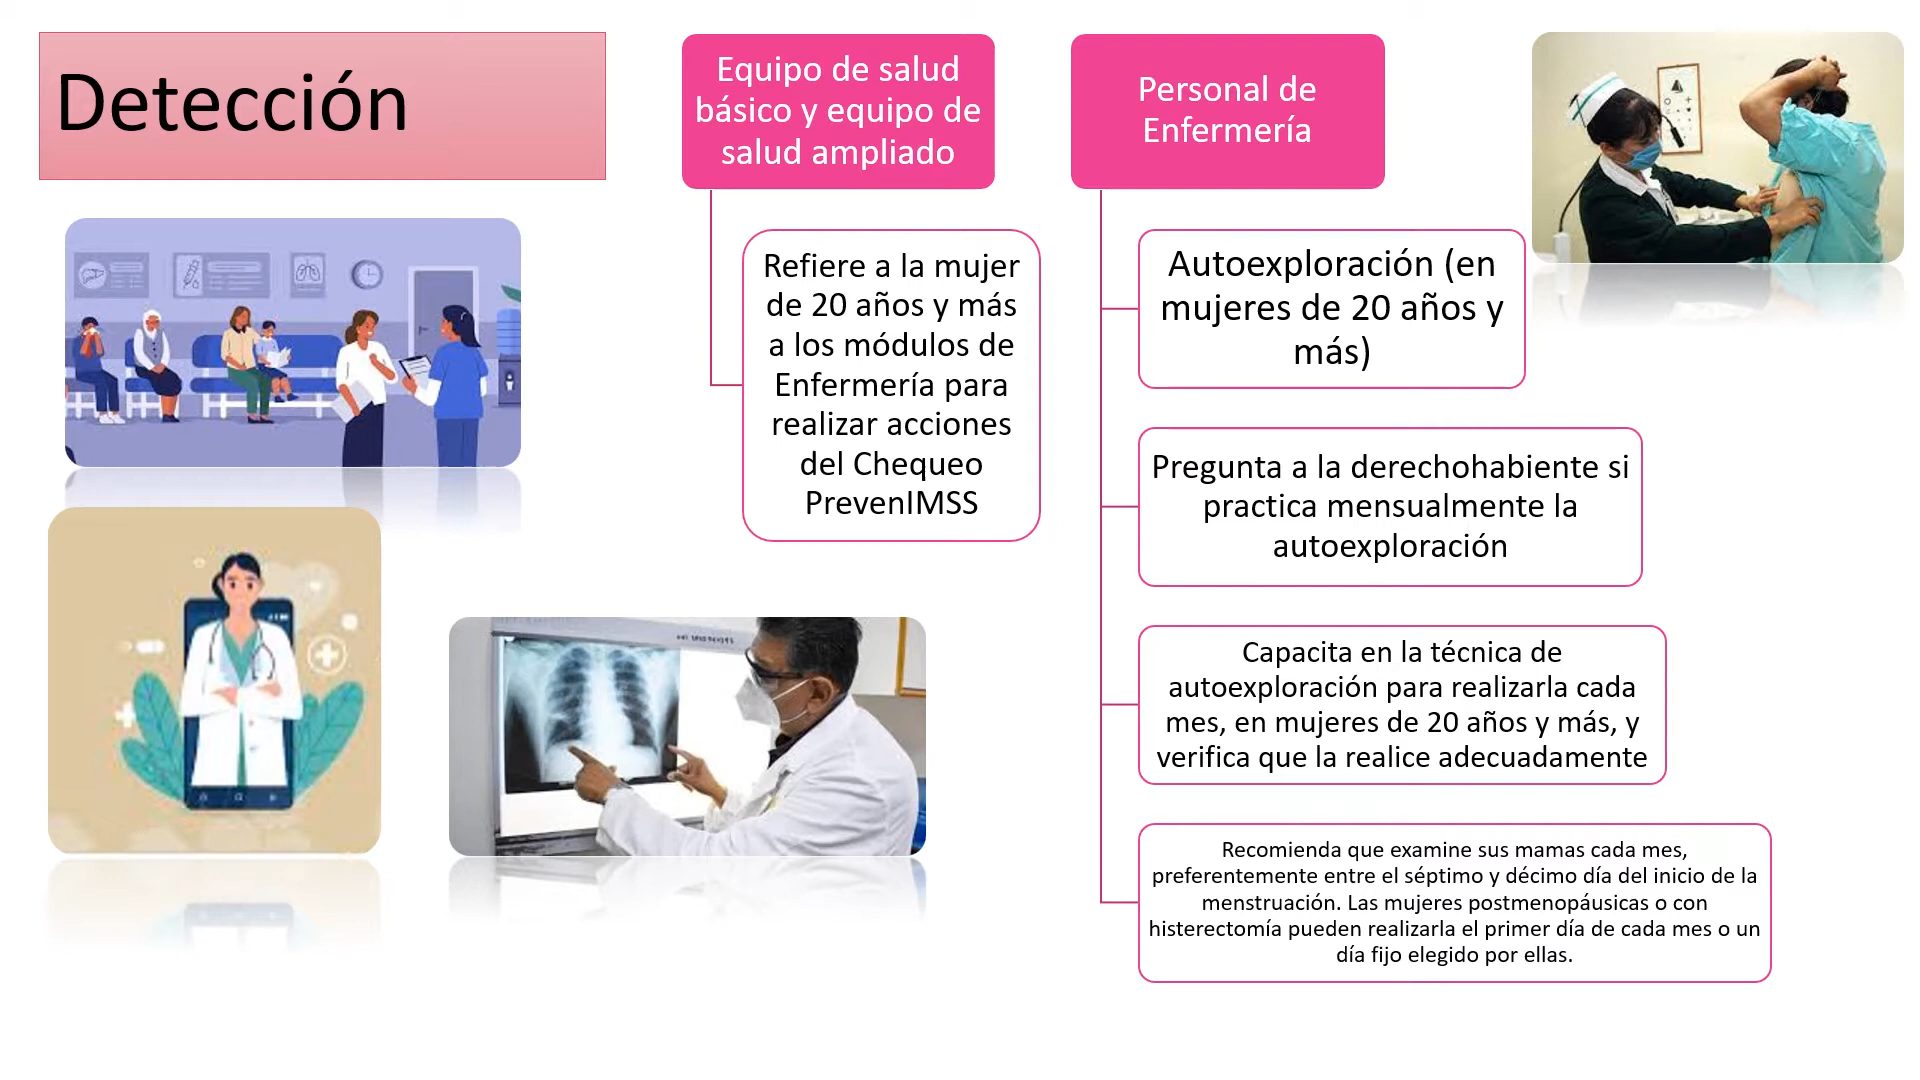 Detección
Equipo de salud
básico y equipo de
salud ampliado
Refiere a la mujer
de 20 años y más
a los módulos de
Enfermería para
realizar acciones
del Chequeo
PrevenIMSS
Personal de
Enfermería
Autoexploración (en
mujeres de 20 años y
más)
Pregunta a la derechohabiente si
practica mensualmente la
autoexploración
Capacita en la técnica de
autoexploración para realizarla cada
mes, en mujeres de 20 años y más, y
verifica que la realice adecuadamente
Recomienda que examine sus mamas cada mes,
preferentemente entre el séptimo y décimo día del inicio de la
menstruación. Las mujeres postmenopáusicas o con
histerectomía pueden realizarla el primer día de cada mes o un
día fijo elegido por ellas.